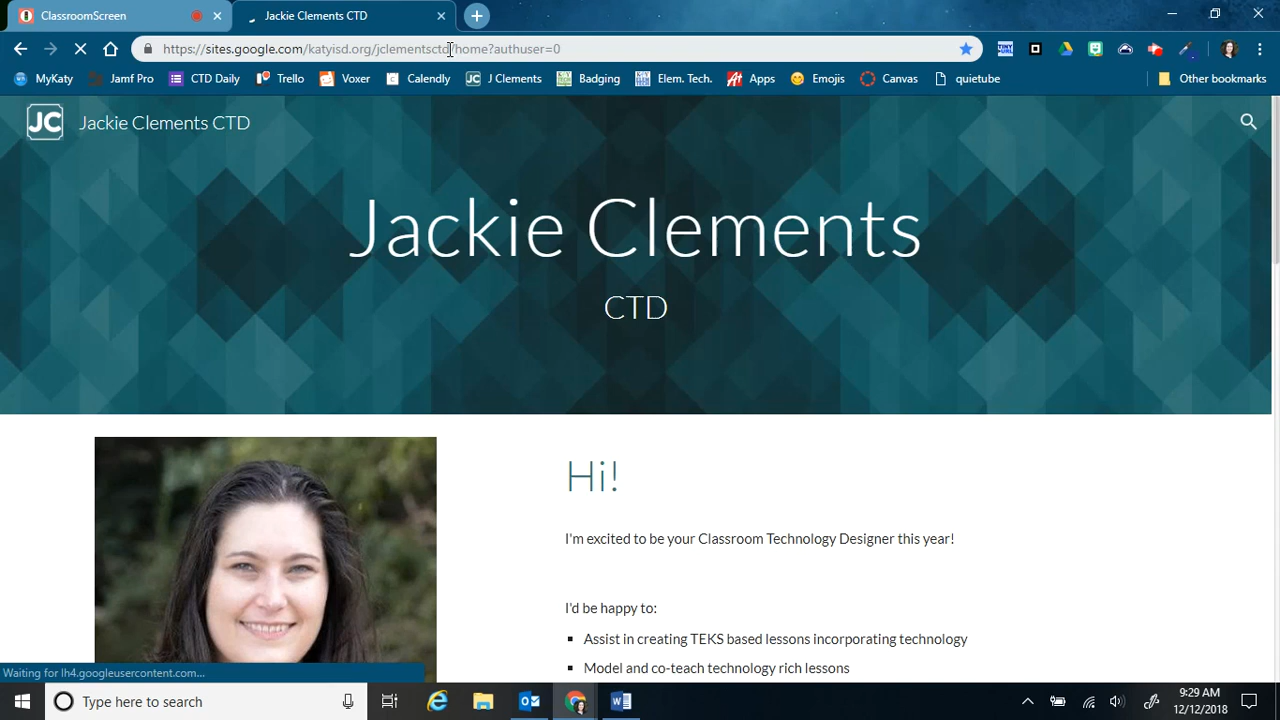 ClassroomScreen
Jackie Clements CTD
https://sites.google.com/katyisd.org/jclementsctd/home?authuser=0
MyKaty Jamf Pro CTD Daily Trello Voxer Calendly JC J Clements Badging Elem. Tech. Apps Emojis Canvas quietube Other bookmarks
JC Jackie Clements CTD
Jackie Clements
CTD
Hi!
I'm excited to be your Classroom Technology Designer this year!
I'd be happy to:
▪ Assist in creating TEKS based lessons incorporating technology
▪ Model and co-teach technology rich lessons
Waiting for lh4.googleusercontent.com...
Type here to search
9:29 AM
12/12/2018